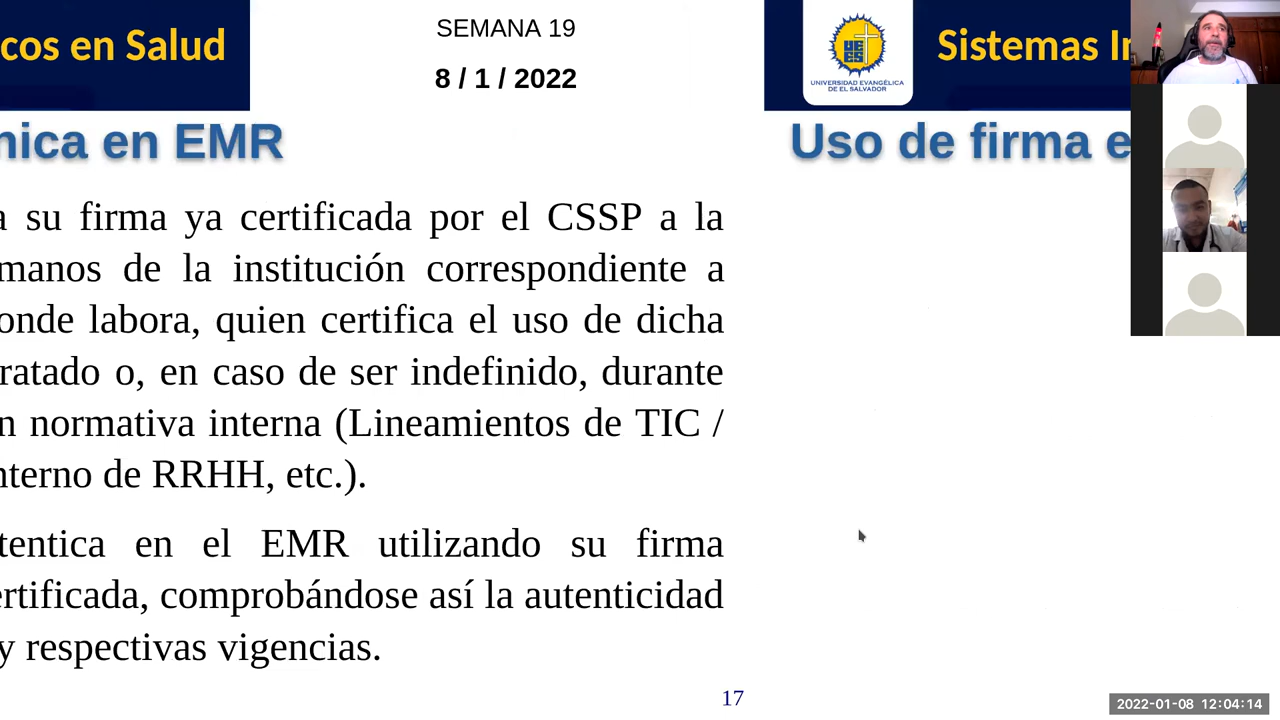 cos en Salud
SEMANA 19
8 / 1 / 2022
UNIVERSIDAD EVANGÉLICA
DE EL SALVADOR
Sistemas I
nica en EMR
Uso de firma e
a su firma ya certificada por el CSSP a la
manos de la institución correspondiente a
onde labora, quien certifica el uso de dicha
ratado o, en caso de ser indefinido, durante
n normativa interna (Lineamientos de TIC /
nterno de RRHH, etc.).
tentica en el EMR utilizando su firma
ertificada, comprobándose así la autenticidad
y respectivas vigencias.
17
2022-01-08 12:04:14